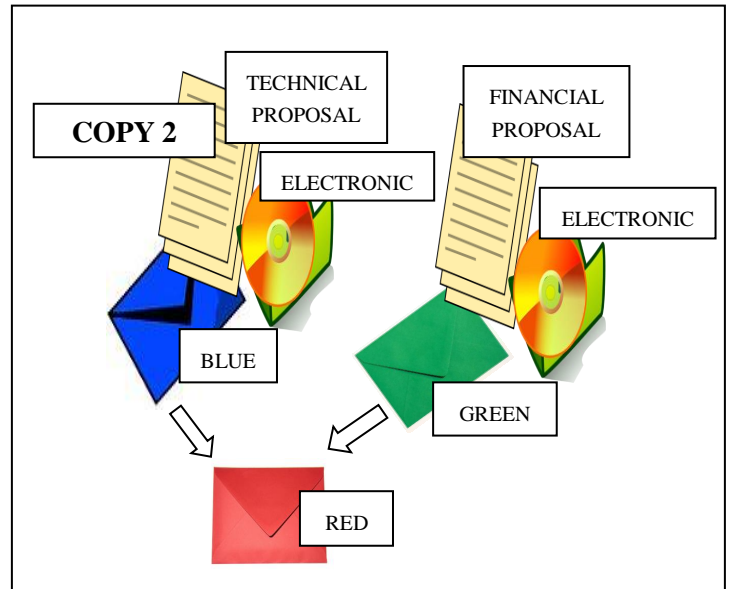 TECHNICAL
PROPOSAL
COPY 2
ELECTRONIC
FINANCIAL
PROPOSAL
ELECTRONIC
BLUE
GREEN
RED